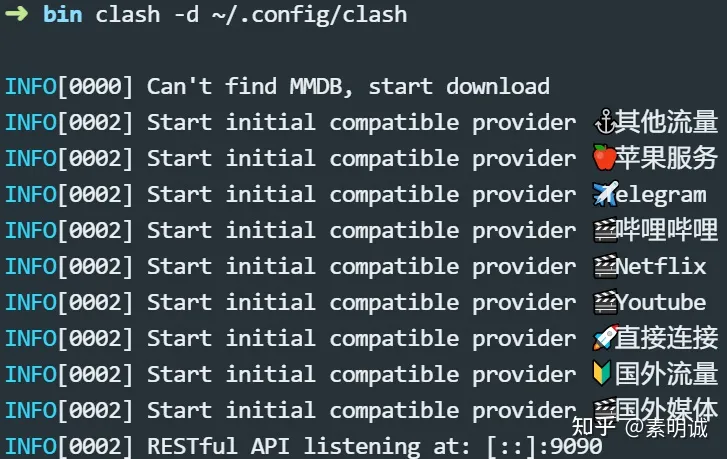 ➜ bin clash -d ~/.config/clash
INFO[0000] Can't find MMDB, start download
INFO[0002] Start initial compatible provider ⚓其他流量
INFO[0002] Start initial compatible provider 🍎苹果服务
INFO[0002] Start initial compatible provider ✈️elegram
INFO[0002] Start initial compatible provider 🎬哔哩哔哩
INFO[0002] Start initial compatible provider 🎬Netflix
INFO[0002] Start initial compatible provider 🎬Youtube
INFO[0002] Start initial compatible provider 🚀直接连接
INFO[0002] Start initial compatible provider 🔰国外流量
INFO[0002] Start initial compatible provider 🎬国外媒体
INFO[0002] RESTful API listening at: [::]:9090
知乎 @素明诚